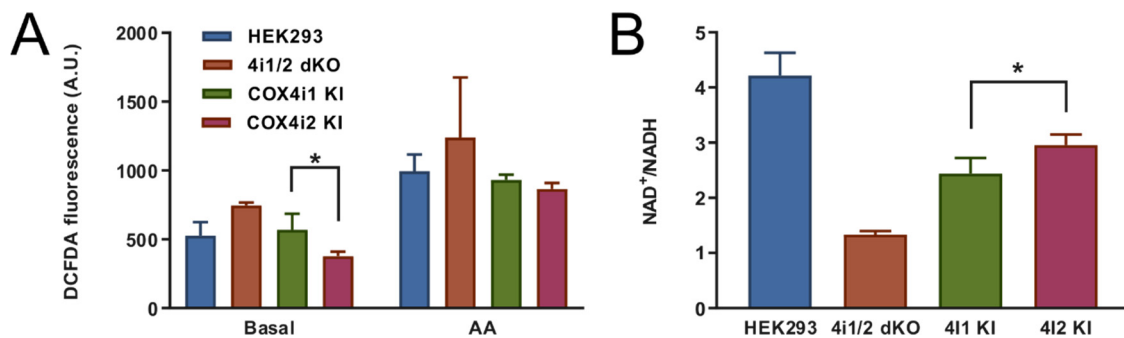 A
DCFDA fluorescence (A.U.)
2000
1500
1000
500
0
HEK293
4i1/2 dKO
COX4i1 KI
COX4i2 KI
*
Basal
AA
B
NAD+/NADH
5
4
3
2
1
0
*
HEK293
4i1/2 dKO
4I1 KI
4I2 KI